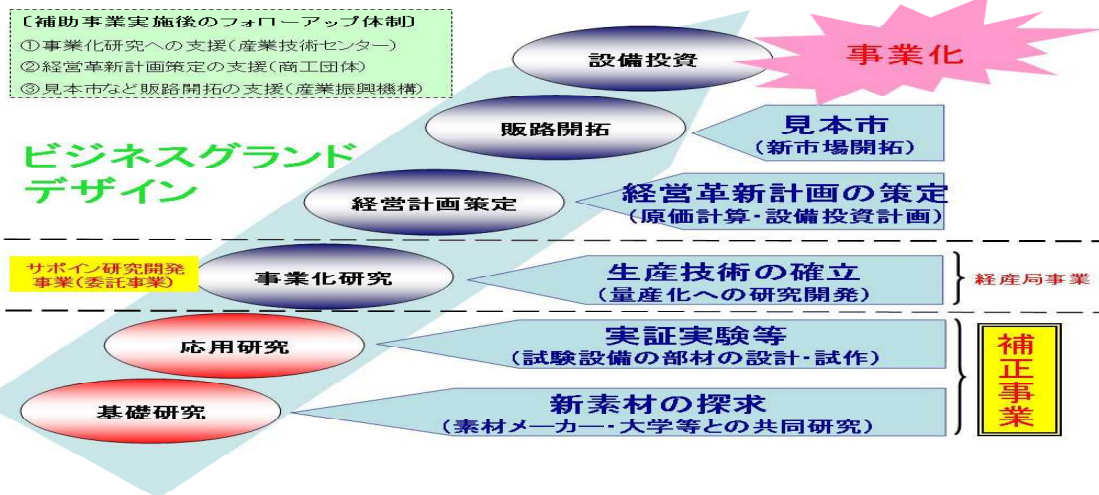 〔補助事業実施後のフォローアップ体制〕
①事業化研究への支援(産業技術センター)
②経営革新計画策定の支援(商工団体)
③見本市など販路開拓の支援(産業振興機構)
設備投資
事業化
販路開拓
見本市
(新市場開拓)
ビジネスグランド
デザイン
経営計画策定
経営革新計画の策定
(原価計算・設備投資計画)
サポイン研究開発
事業(委託事業)
事業化研究
生産技術の確立
(量産化への研究開発)
経産局事業
応用研究
実証実験等
(試験設備の部材の設計・試作)
補正事業
基礎研究
新素材の探求
(素材メーカー・大学等との共同研究)